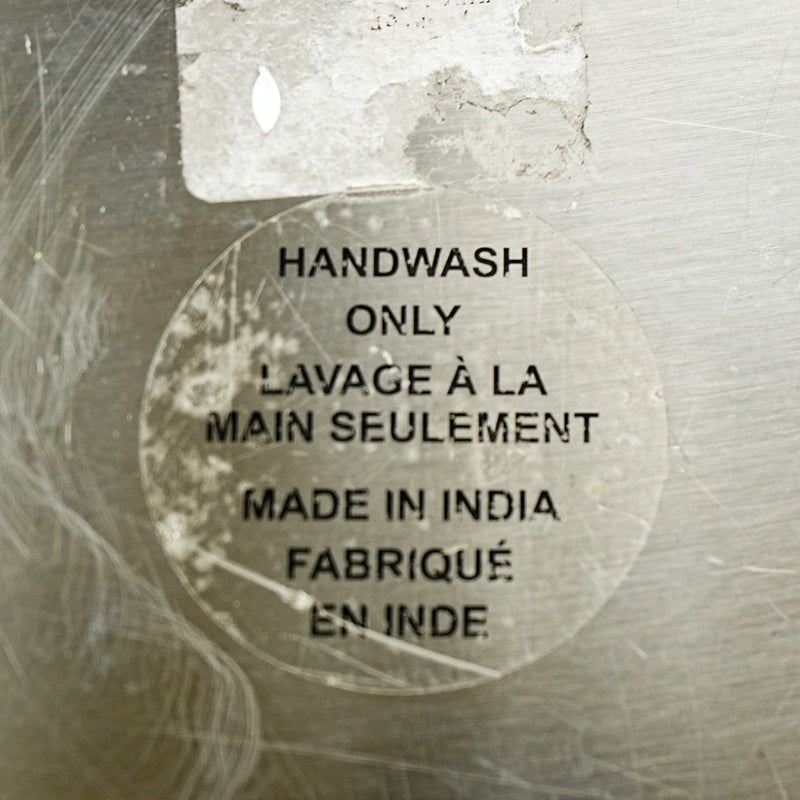 HANDWASH
ONLY
LAVAGE À LA
MAIN SEULEMENT
MADE IN INDIA
FABRIQUÉ
EN INDE